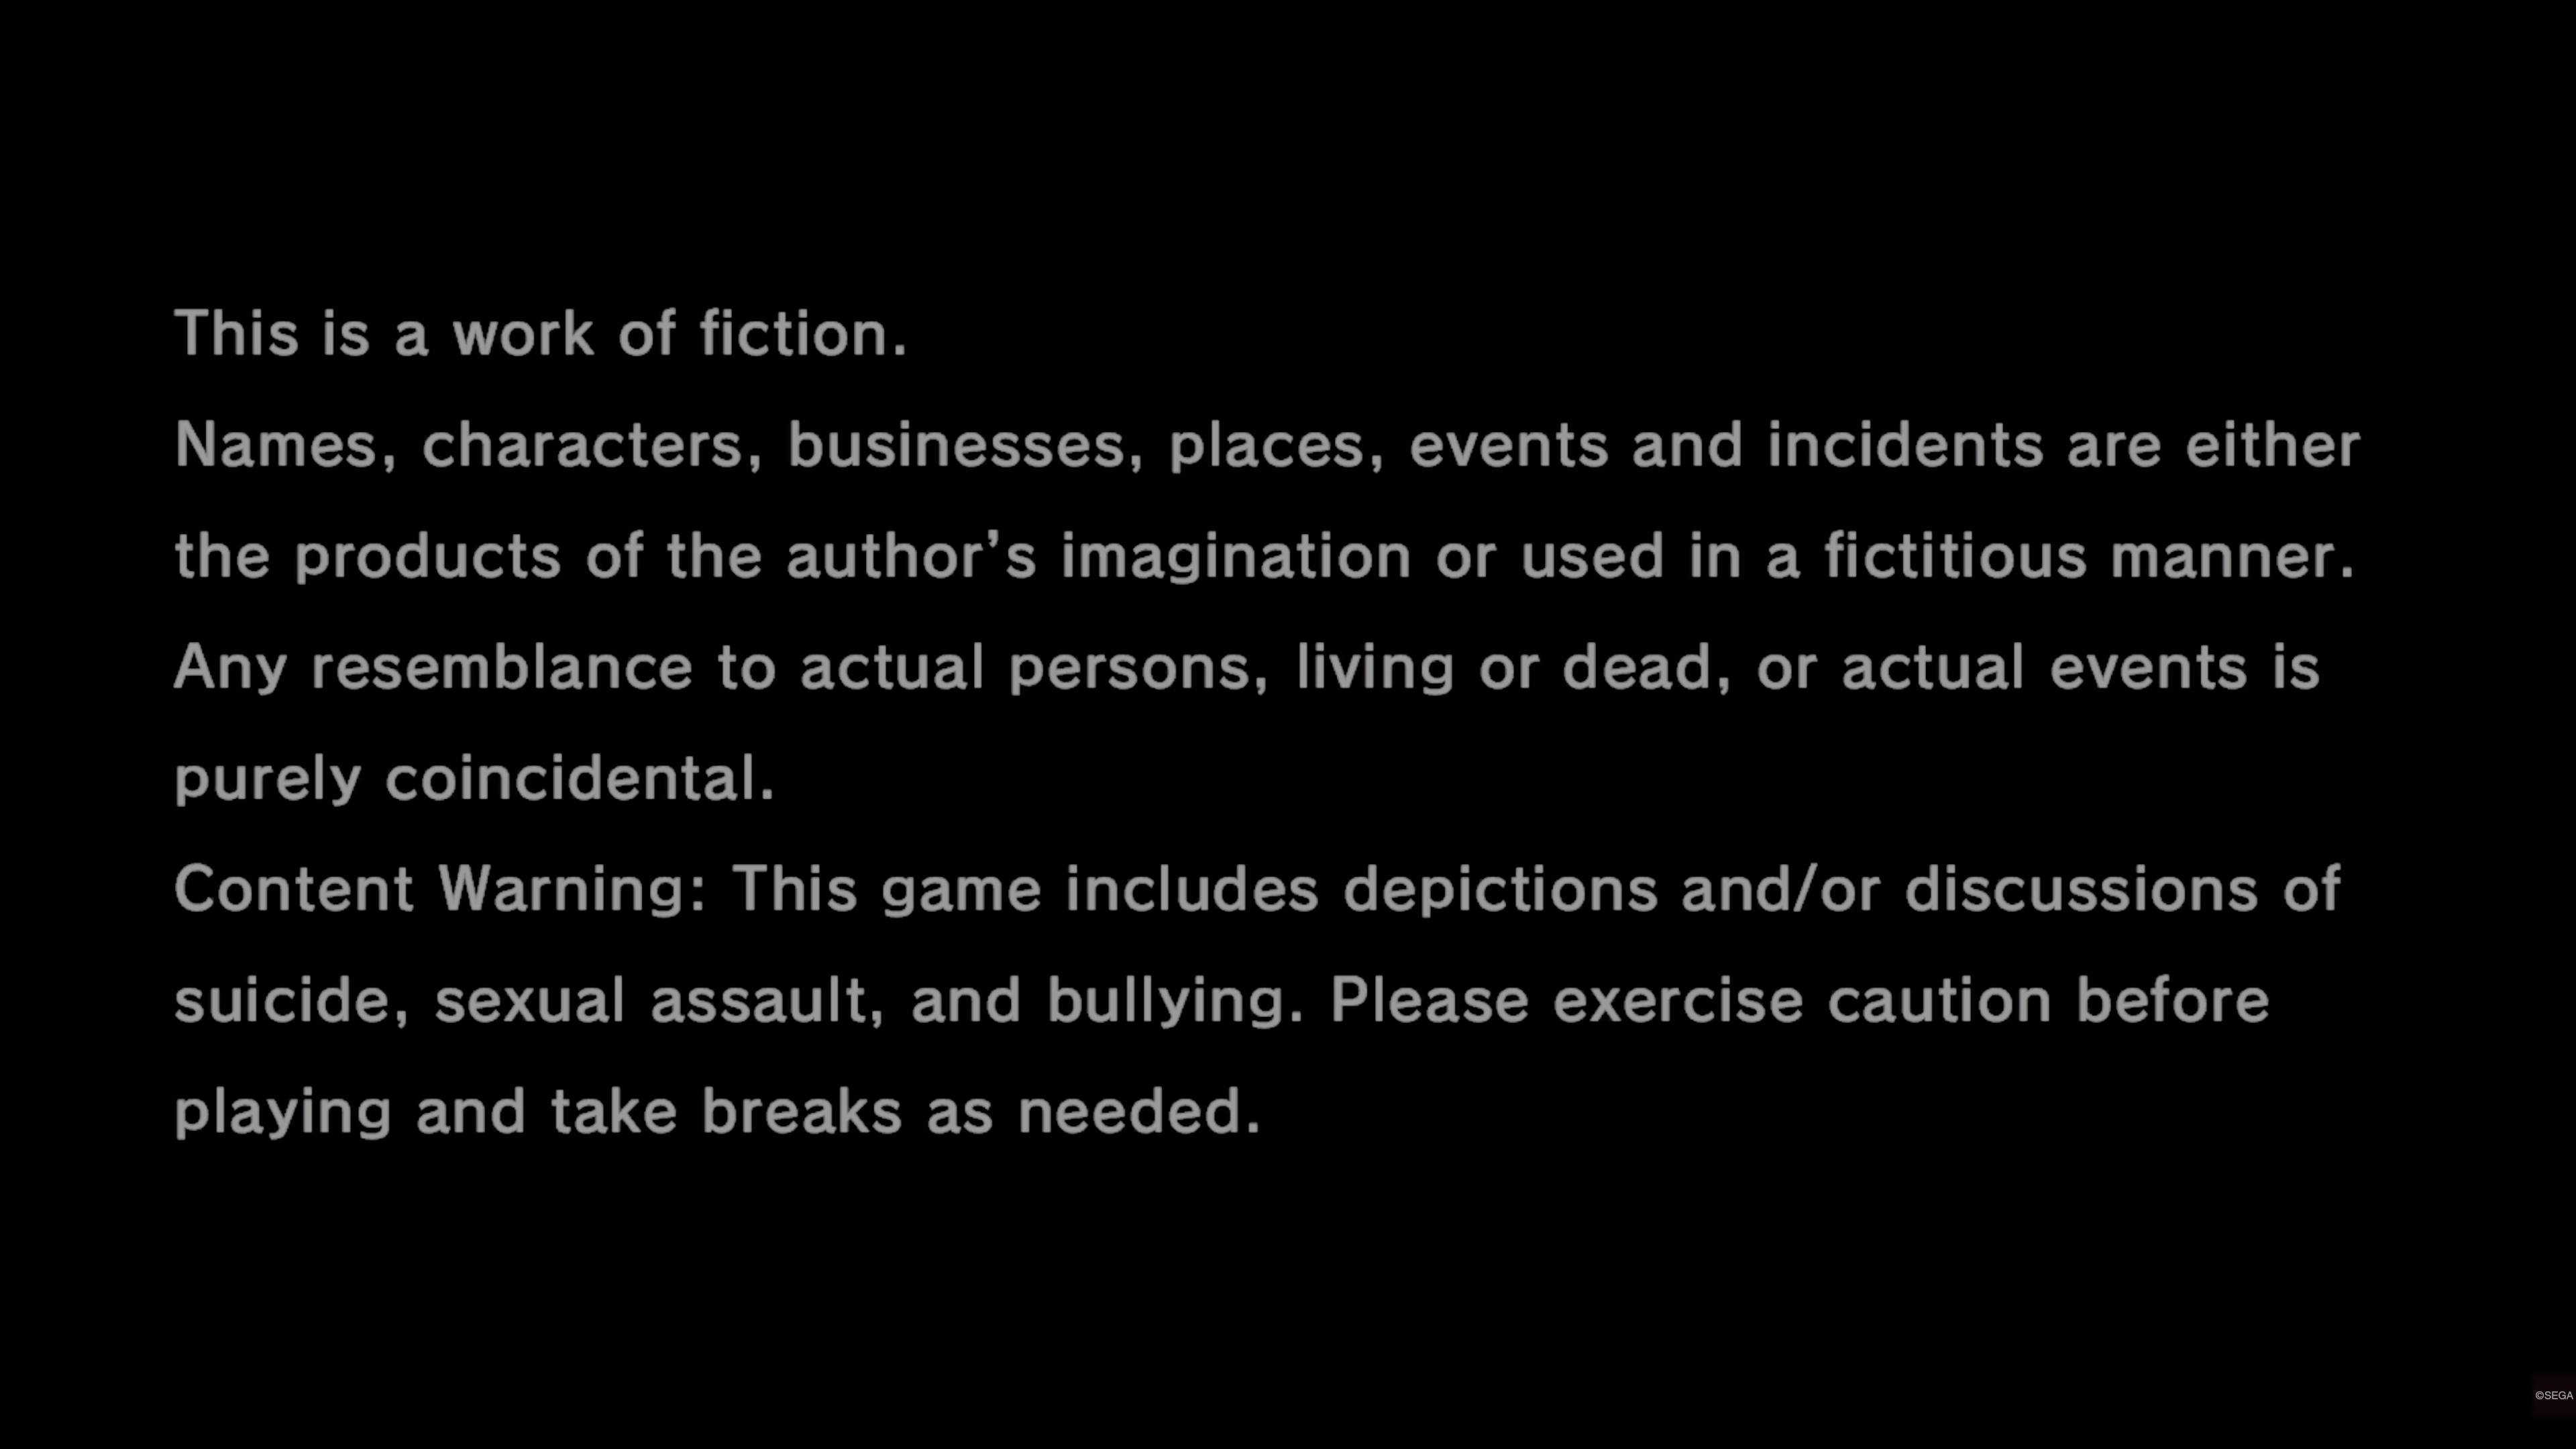 This is a work of fiction.
Names, characters, businesses, places, events and incidents are either
the products of the author’s imagination or used in a fictitious manner.
Any resemblance to actual persons, living or dead, or actual events is
purely coincidental.
Content Warning: This game includes depictions and/or discussions of
suicide, sexual assault, and bullying. Please exercise caution before
playing and take breaks as needed.
©SEGA